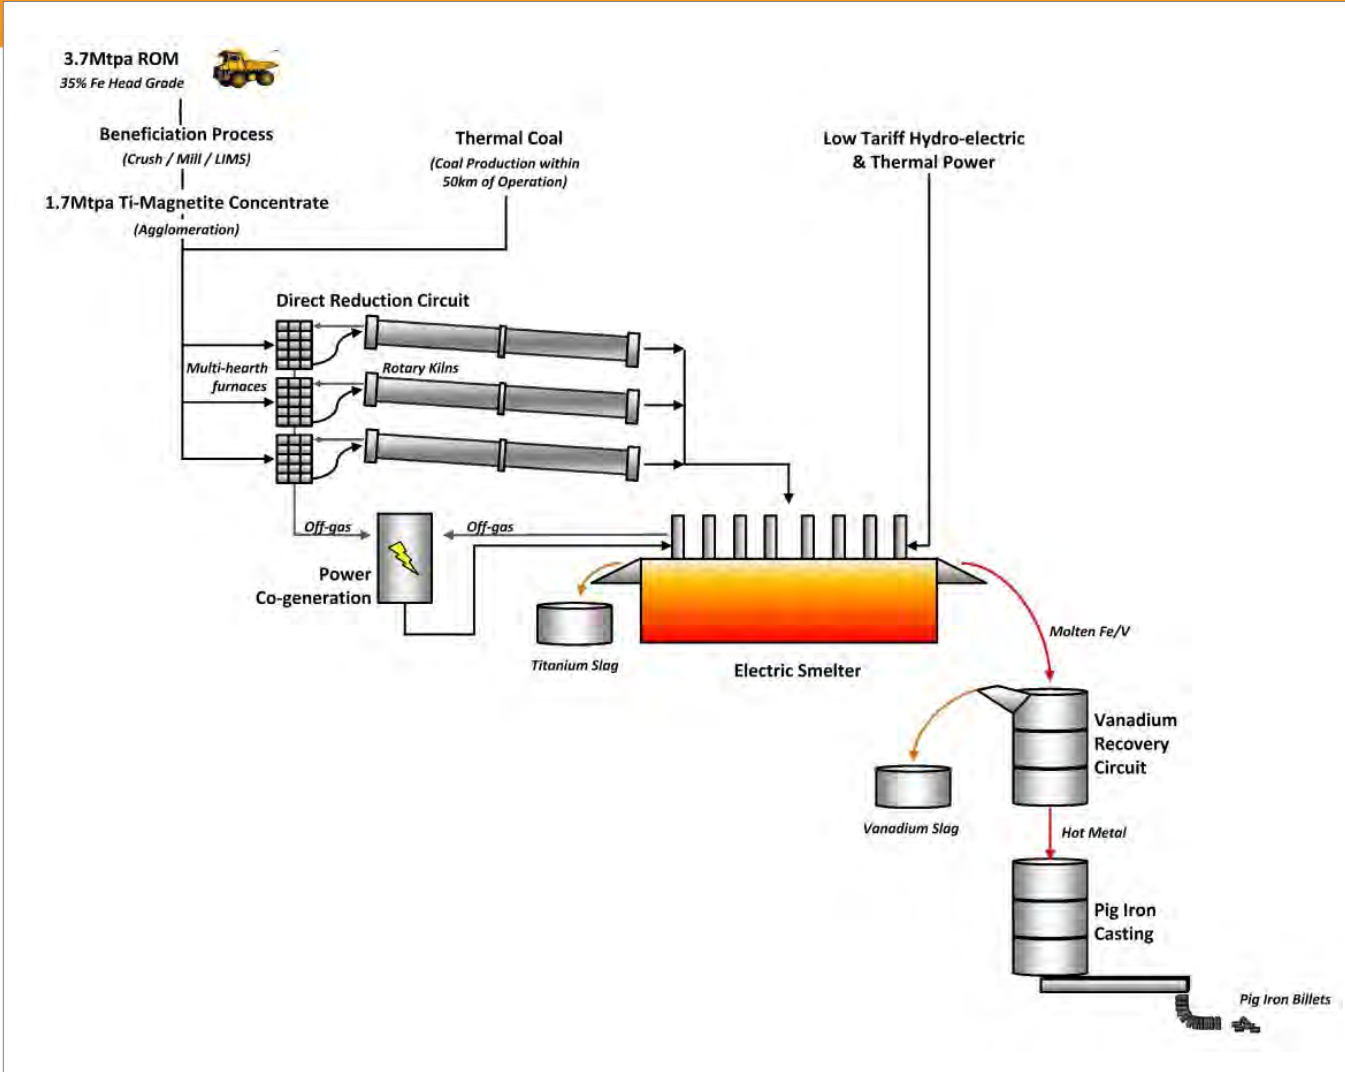 3.7Mtpa ROM
35% Fe Head Grade
Beneficiation Process
(Crush / Mill / LIMS)
1.7Mtpa Ti-Magnetite Concentrate
(Agglomeration)
Thermal Coal
(Coal Production within
50km of Operation)
Low Tariff Hydro-electric
& Thermal Power
Direct Reduction Circuit
Multi-hearth
furnaces
Rotary Kilns
Off-gas
Off-gas
Power
Co-generation
Titanium Slag
Electric Smelter
Molten Fe/V
Vanadium
Recovery
Circuit
Vanadium Slag
Hot Metal
Pig Iron
Casting
Pig Iron Billets